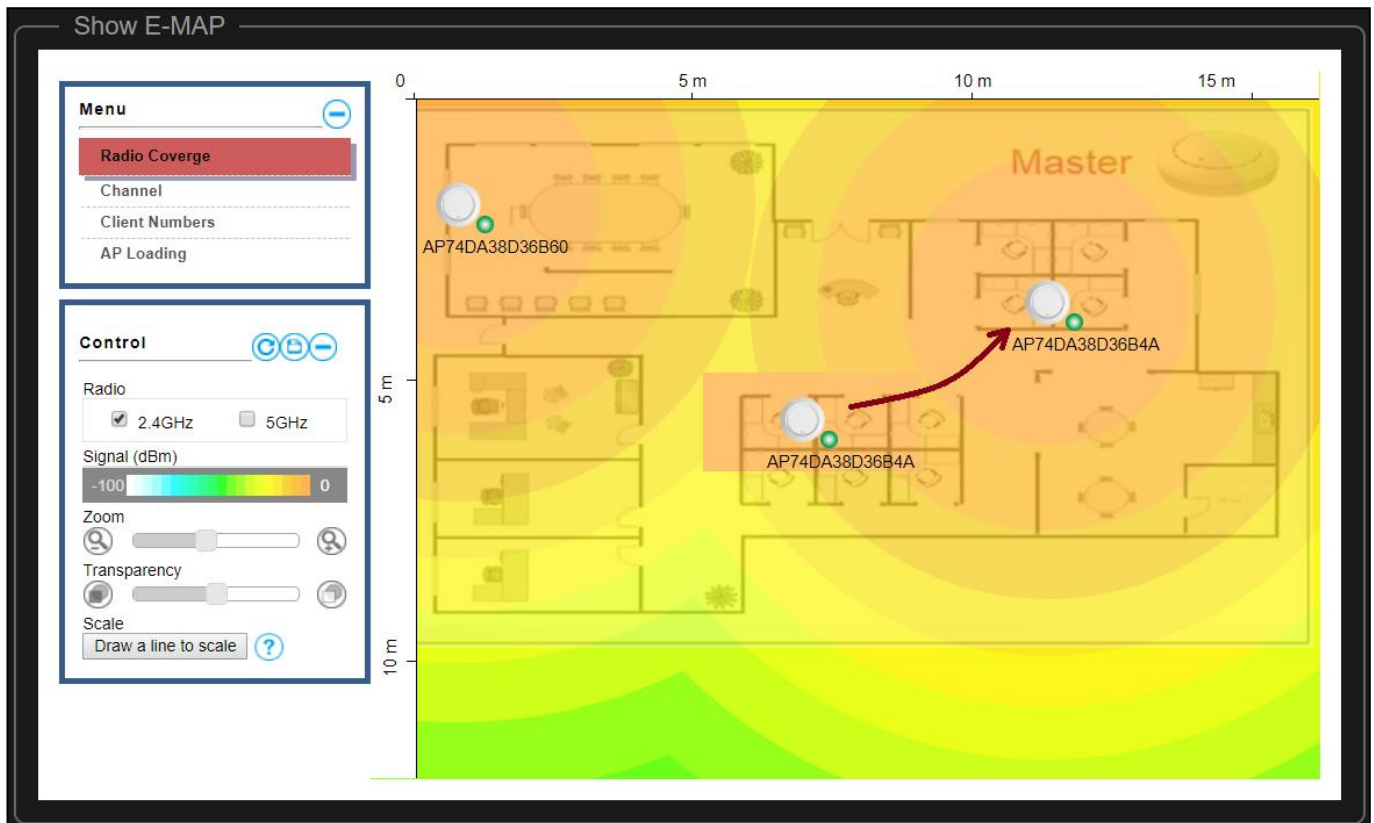 Show E-MAP
Menu
Radio Coverge
Channel
Client Numbers
AP Loading
Control
Radio
2.4GHz 5GHz
Signal (dBm)
-100 0
Zoom
Transparency
Scale
Draw a line to scale ?
0 5 m 10 m 15 m
5 m
10 m
Master
AP74DA38D36B60
AP74DA38D36B4A
AP74DA38D36B4A